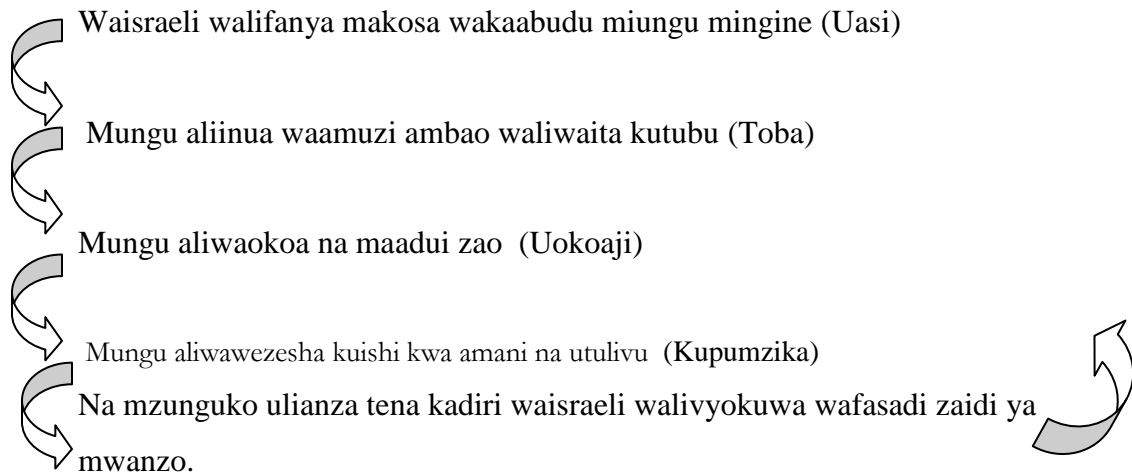 Waisraeli walifanya makosa wakaabudu miungu mingine (Uasi)
Mungu aliinua waamuzi ambao waliwaita kutubu (Toba)
Mungu aliwaokoa na maadui zao (Uokoaji)
Mungu aliwawezesha kuishi kwa amani na utulivu (Kupumzika)
Na mzunguko ulianza tena kadiri waisraeli walivyokuwa wafasadi zaidi ya
mwanzo.